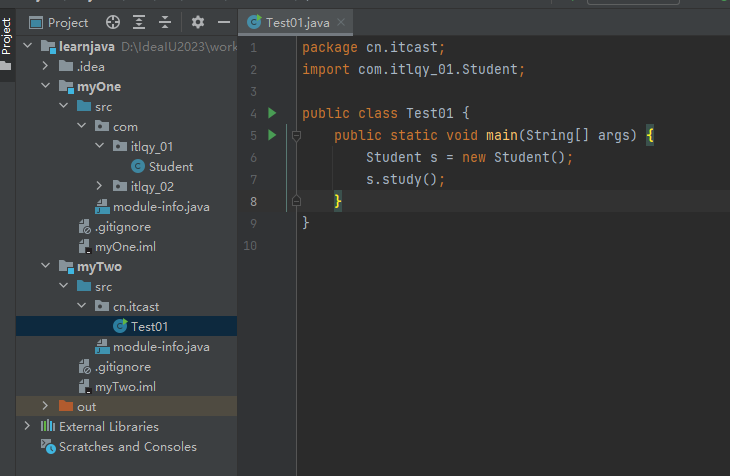 Project
Project
learnjava D:\IdeaIU2023\work
.idea
myOne
src
com
itlqy_01
Student
itlqy_02
module-info.java
.gitignore
myOne.iml
myTwo
src
cn.itcast
Test01
module-info.java
.gitignore
myTwo.iml
out
External Libraries
Scratches and Consoles
Test01.java
1 package cn.itcast;
2 import com.itlqy_01.Student;
3
4 public class Test01 {
5 public static void main(String[] args) {
6 Student s = new Student();
7 s.study();
8 }
9 }
10